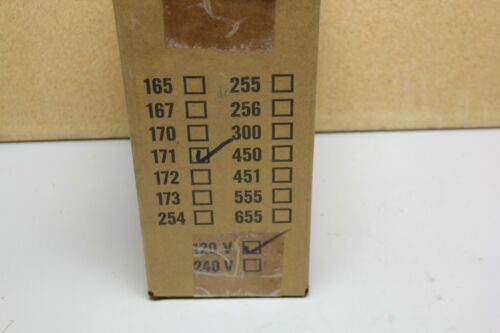 165 ☐ 255 ☐
167 ☐ 256 ☐
170 ☐ 300 ☐
171 ☑ 450 ☐
172 ☐ 451 ☐
173 ☐ 555 ☐
254 ☐ 655 ☐
120 V ☑
240 V ☐